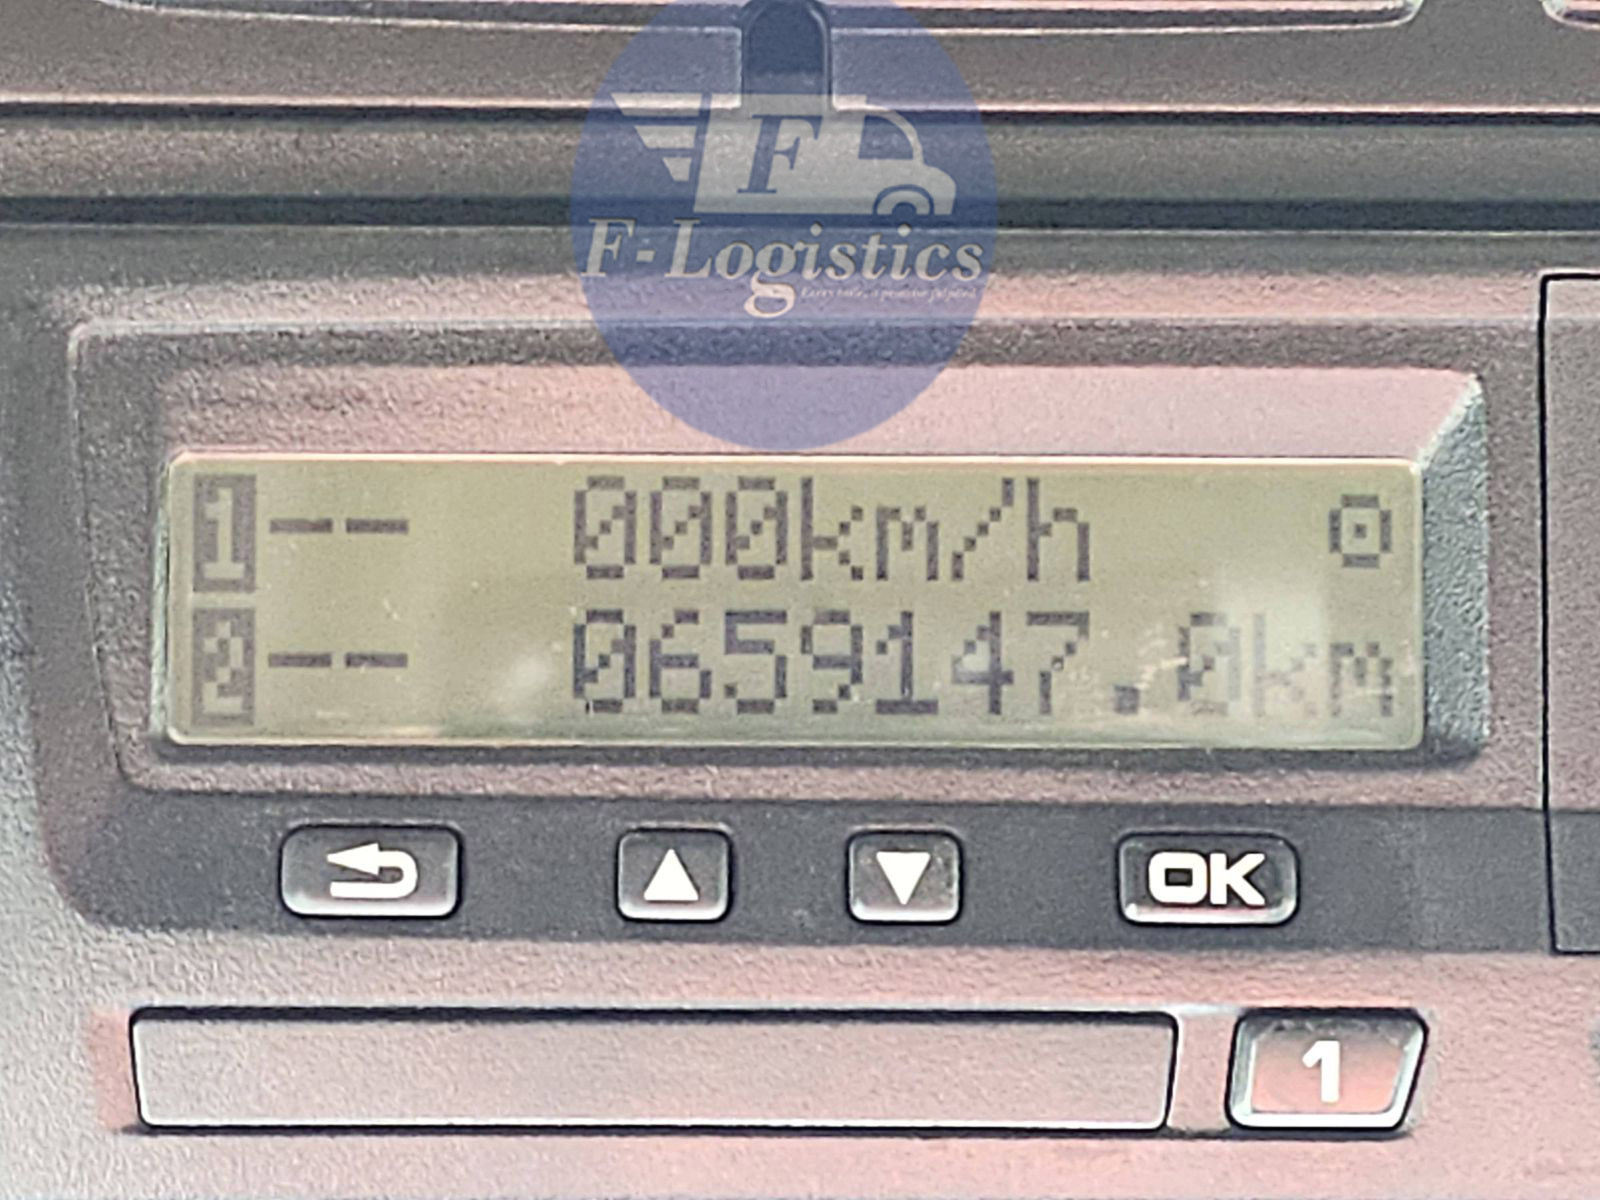 F
F-Logistics
1-- 000km/h
2-- 0659147.0km
OK
1